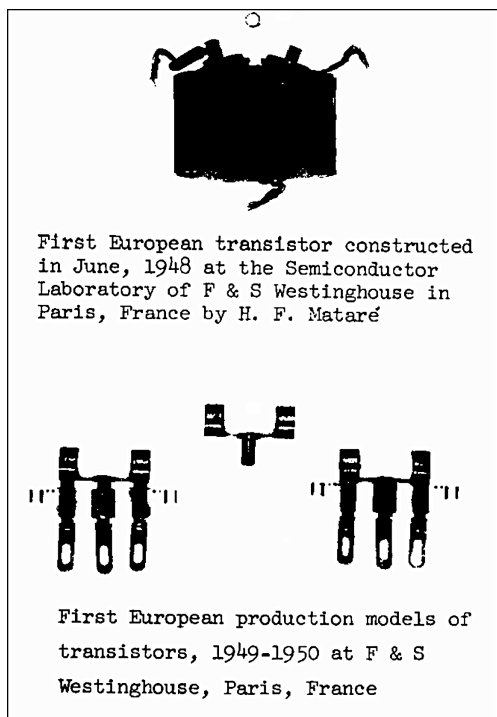 First European transistor constructed
in June, 1948 at the Semiconductor
Laboratory of F & S Westinghouse in
Paris, France by H. F. Mataré
First European production models of
transistors, 1949-1950 at F & S
Westinghouse, Paris, France